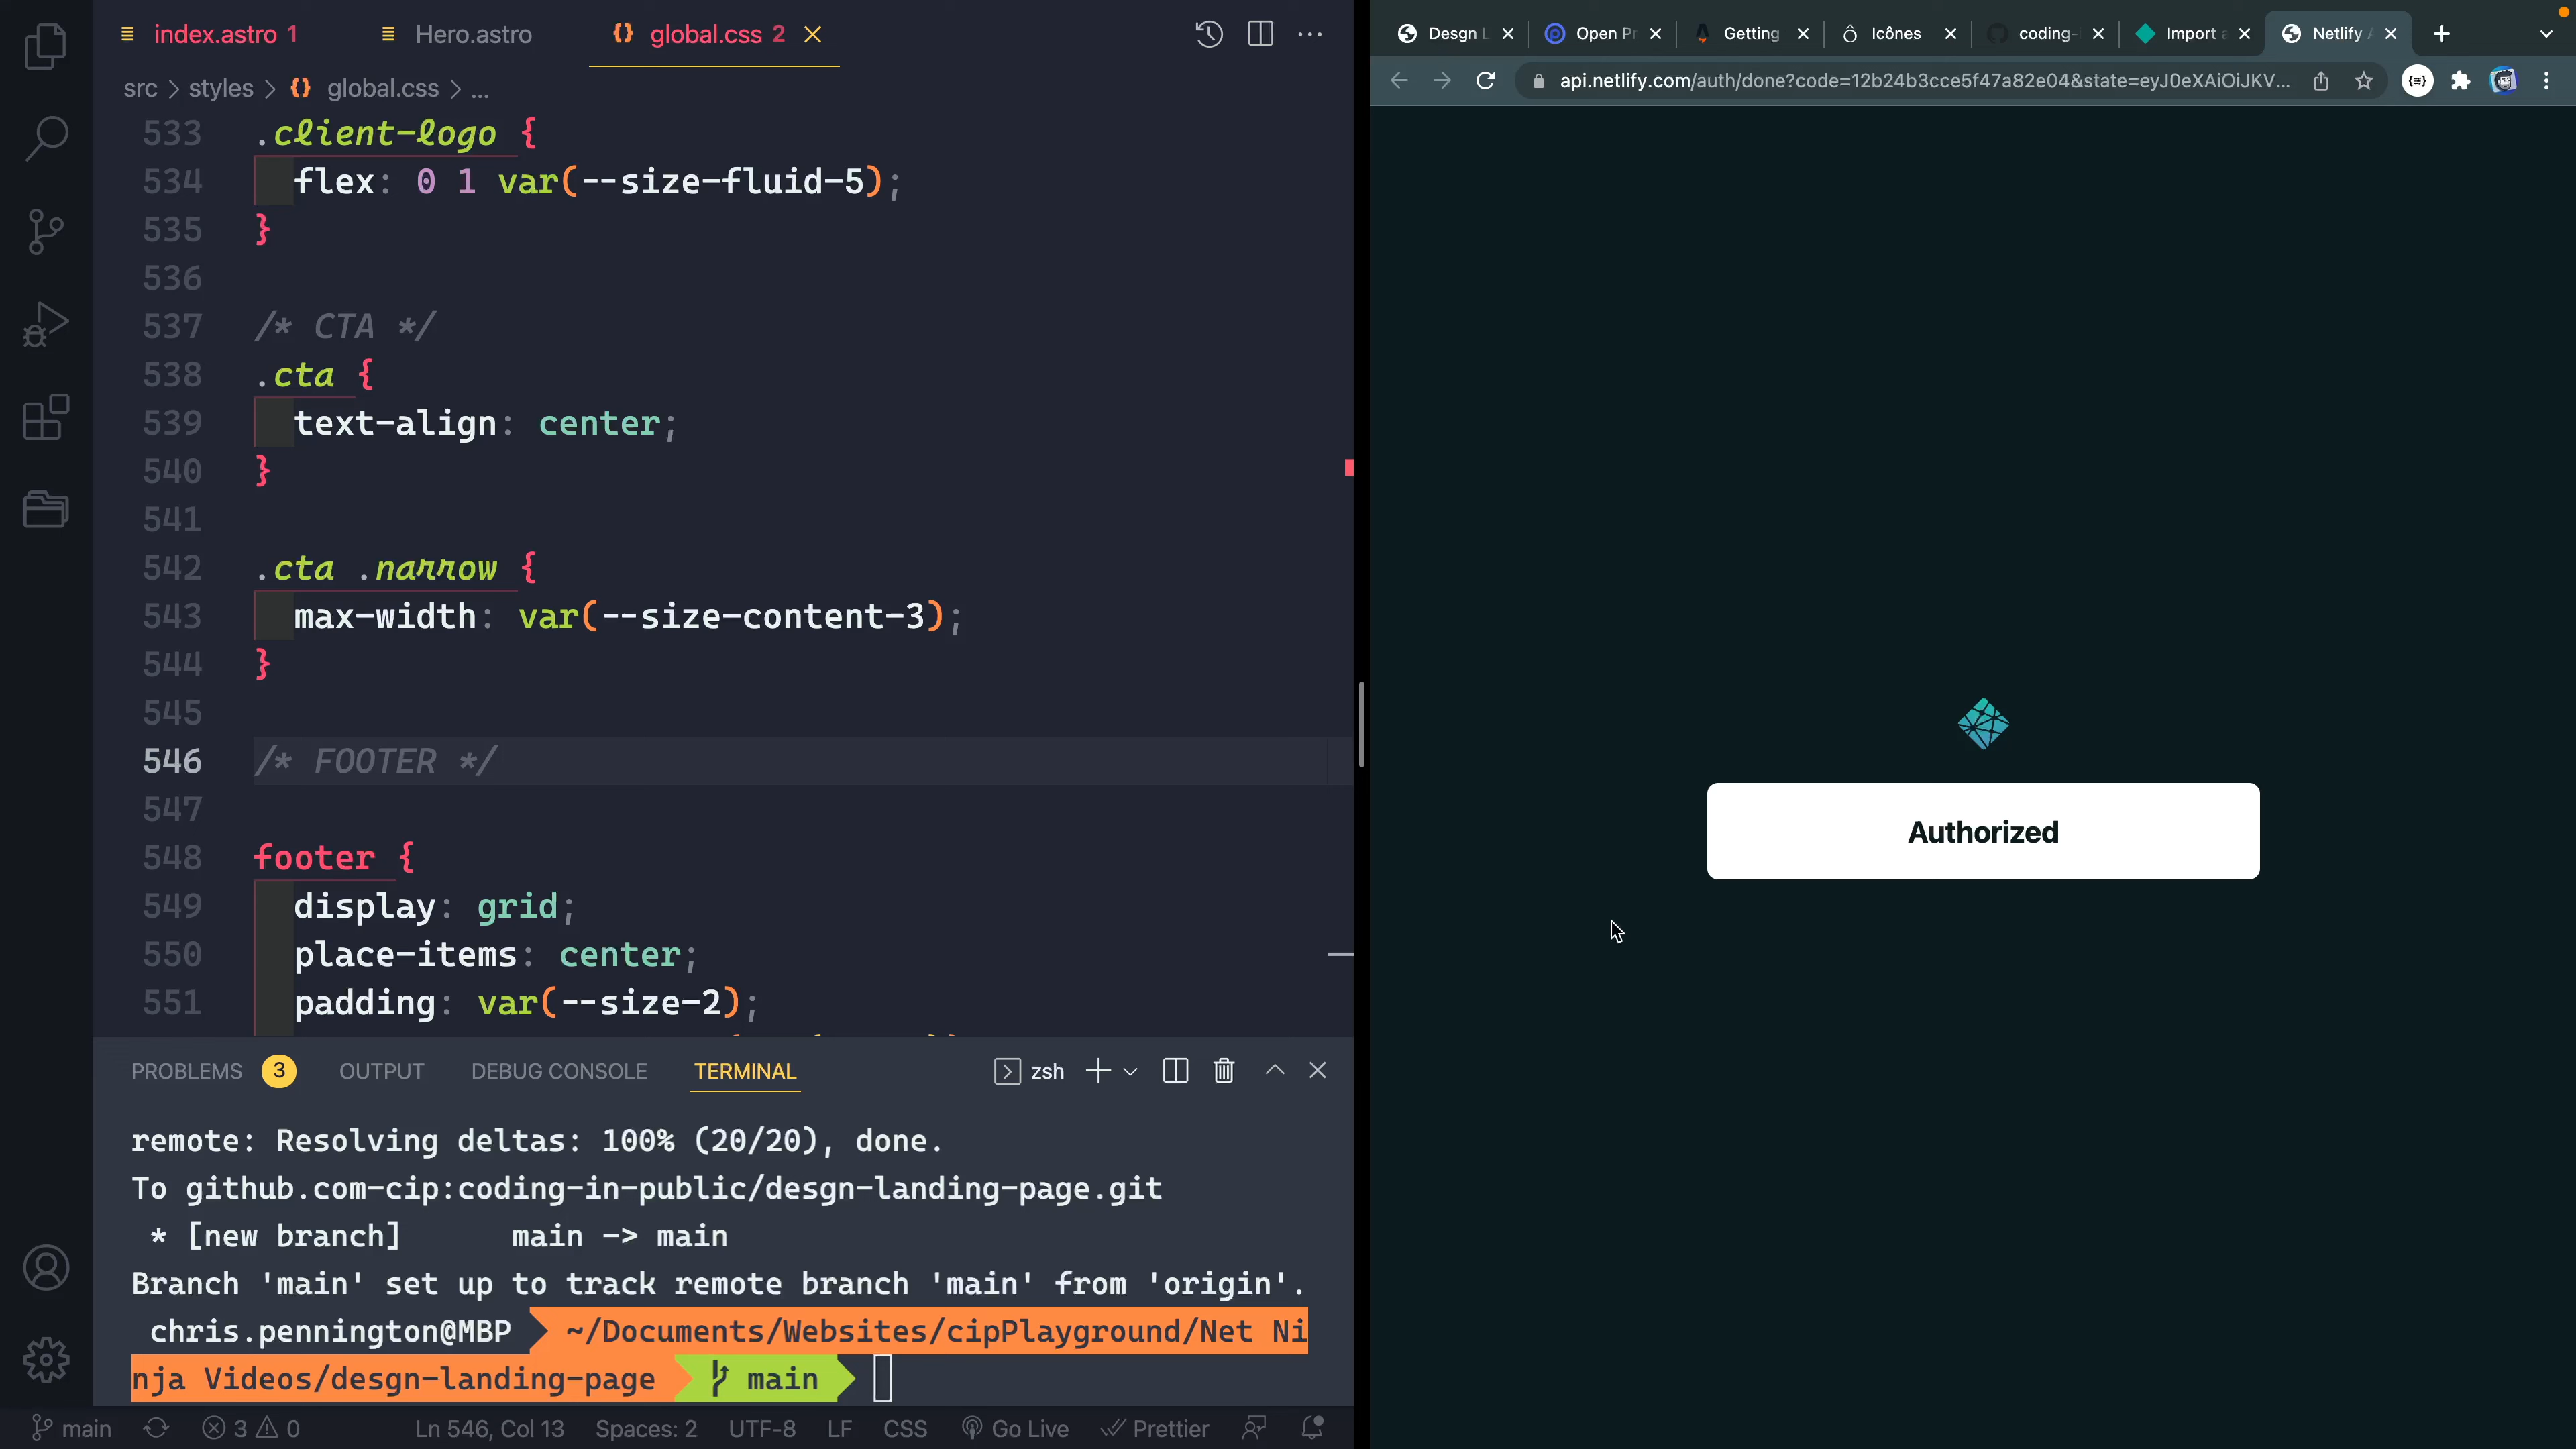 index.astro 1
Hero.astro
global.css 2
src > styles > {} global.css > ...
533 .client-logo {
534 flex: 0 1 var(--size-fluid-5);
535 }
536
537 /* CTA */
538 .cta {
539 text-align: center;
540 }
541
542 .cta .narrow {
543 max-width: var(--size-content-3);
544 }
545
546 /* FOOTER */
547
548 footer {
549 display: grid;
550 place-items: center;
551 padding: var(--size-2);
PROBLEMS 3 OUTPUT DEBUG CONSOLE TERMINAL zsh
remote: Resolving deltas: 100% (20/20), done.
To github.com-cip:coding-in-public/desgn-landing-page.git
* [new branch] main -> main
Branch 'main' set up to track remote branch 'main' from 'origin'.
chris.pennington@MBP ~/Documents/Websites/cipPlayground/Net Ni
nja Videos/desgn-landing-page main
main 3 0 Ln 546, Col 13 Spaces: 2 UTF-8 LF CSS Go Live Prettier
Desgn Open Getting Icônes coding- Import Netlify
api.netlify.com/auth/done?code=12b24b3cce5f47a82e04&state=eyJ0eXAiOiJKV...
Authorized